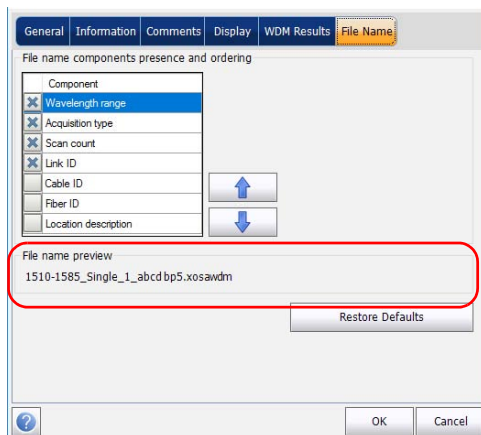 General Information Comments Display WDM Results File Name
File name components presence and ordering
Component
Wavelength range
Acquisition type
Scan count
Link ID
Cable ID
Fiber ID
Location description
File name preview
1510-1585_Single_1_abcd bp5.xosawdm
Restore Defaults
? OK Cancel